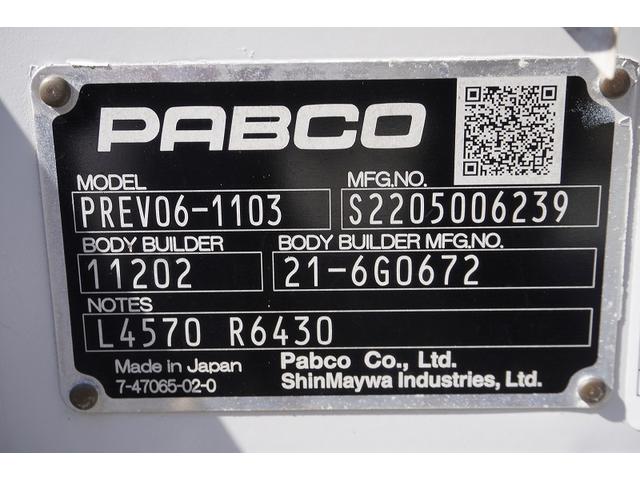 PABCO
MODEL MFG.NO.
PREV06-1103 S2205006239
BODY BUILDER BODY BUILDER MFG.NO.
11202 21-6G0672
NOTES
L4570 R6430
Made in Japan Pabco Co., Ltd.
7-47065-02-0 ShinMaywa Industries, Ltd.